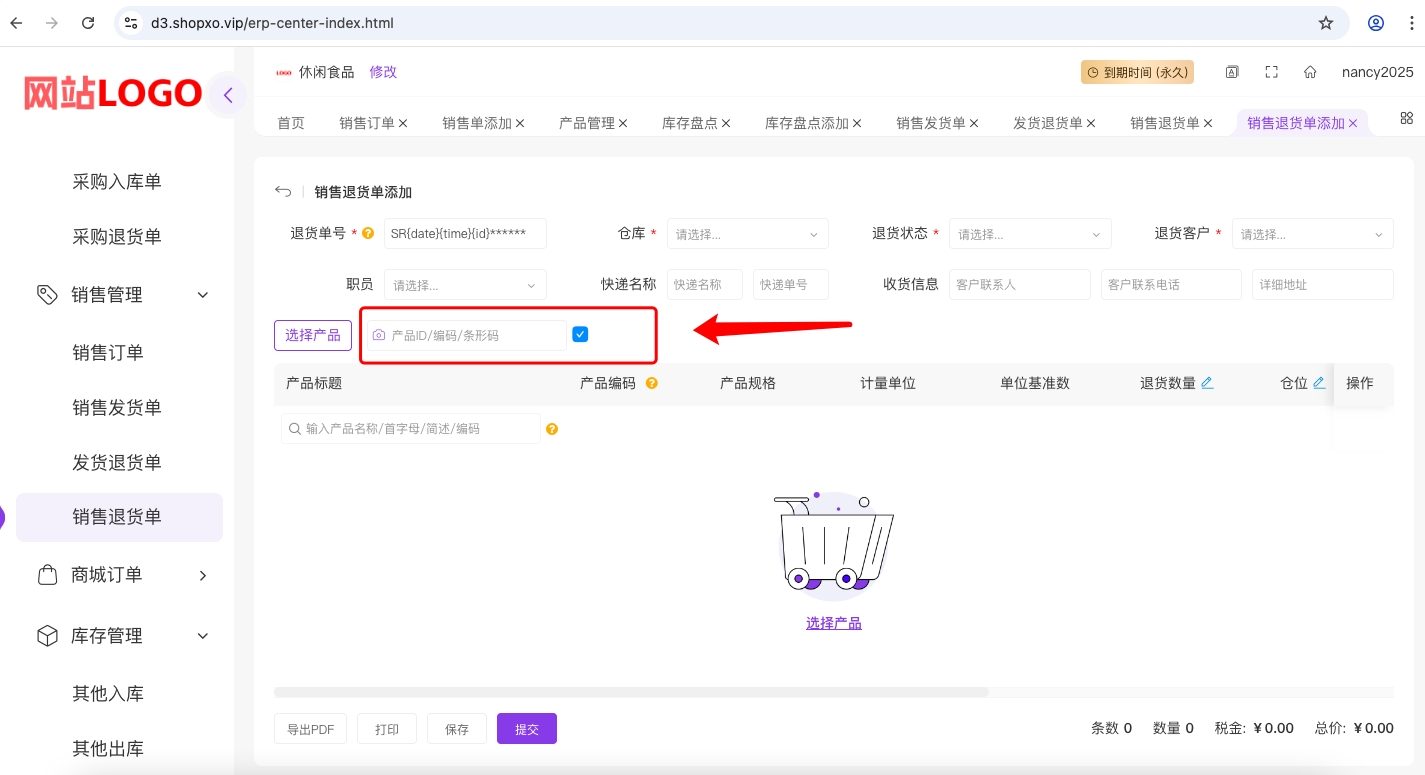 d3.shopxo.vip/erp-center-index.html
网站LOGO
LOGO 休闲食品 修改
到期时间 (永久)
nancy2025
首页 销售订单 销售单添加 产品管理 库存盘点 库存盘点添加 销售发货单 发货退货单 销售退货单 销售退货单添加
采购入库单
采购退货单
销售管理
销售订单
销售发货单
发货退货单
销售退货单
商城订单
库存管理
其他入库
其他出库
销售退货单添加
退货单号 * SR{date}{time}{id}****** 仓库 * 请选择... 退货状态 * 请选择... 退货客户 * 请选择...
职员 请选择... 快递名称 快递名称 快递单号 收货信息 客户联系人 客户联系电话 详细地址
选择产品 产品ID/编码/条形码
产品标题 产品编码 产品规格 计量单位 单位基准数 退货数量 仓位 操作
输入产品名称/首字母/简述/编码
选择产品
导出PDF 打印 保存 提交
条数 0 数量 0 税金: ¥0.00 总价: ¥0.00